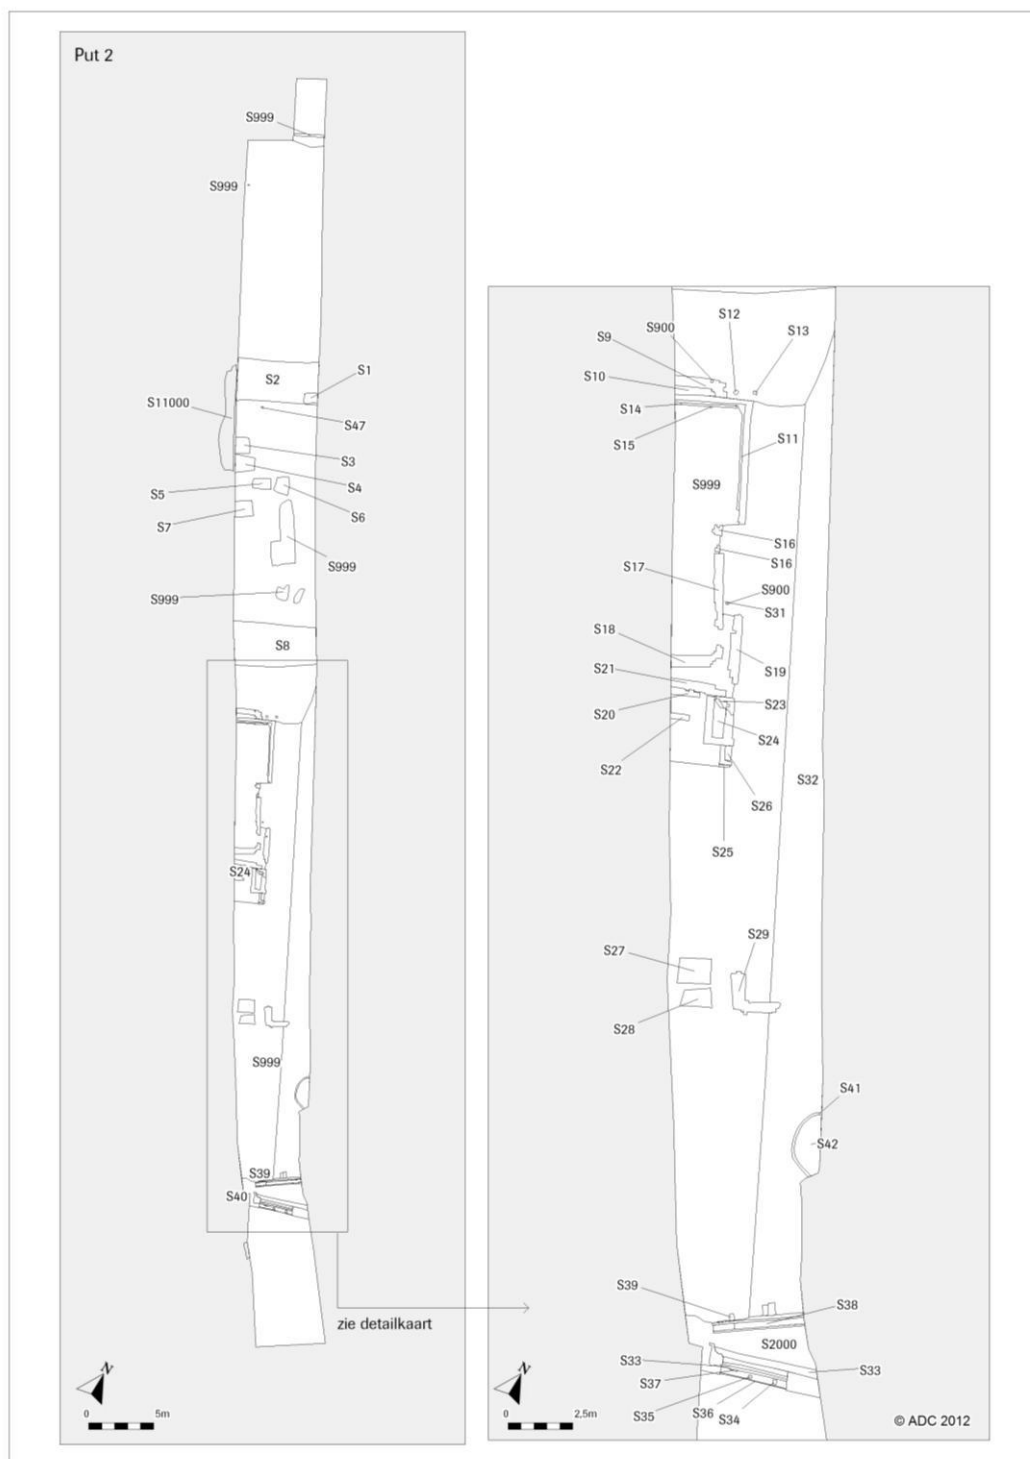 Put 2
S999
S999
S2
S1
S11000
S47
S3
S4
S5
S6
S7
S999
S999
S8
S24
S999
S39
S40
zie detailkaart
N
0 5m
S12
S900
S13
S9
S10
S14
S15
S11
S999
S16
S16
S17
S900
S31
S18
S19
S21
S23
S20
S24
S22
S32
S26
S25
S29
S27
S28
S41
S42
S39
S38
S2000
S33
S33
S37
S36
S35
S34
N
0 2,5m
© ADC 2012